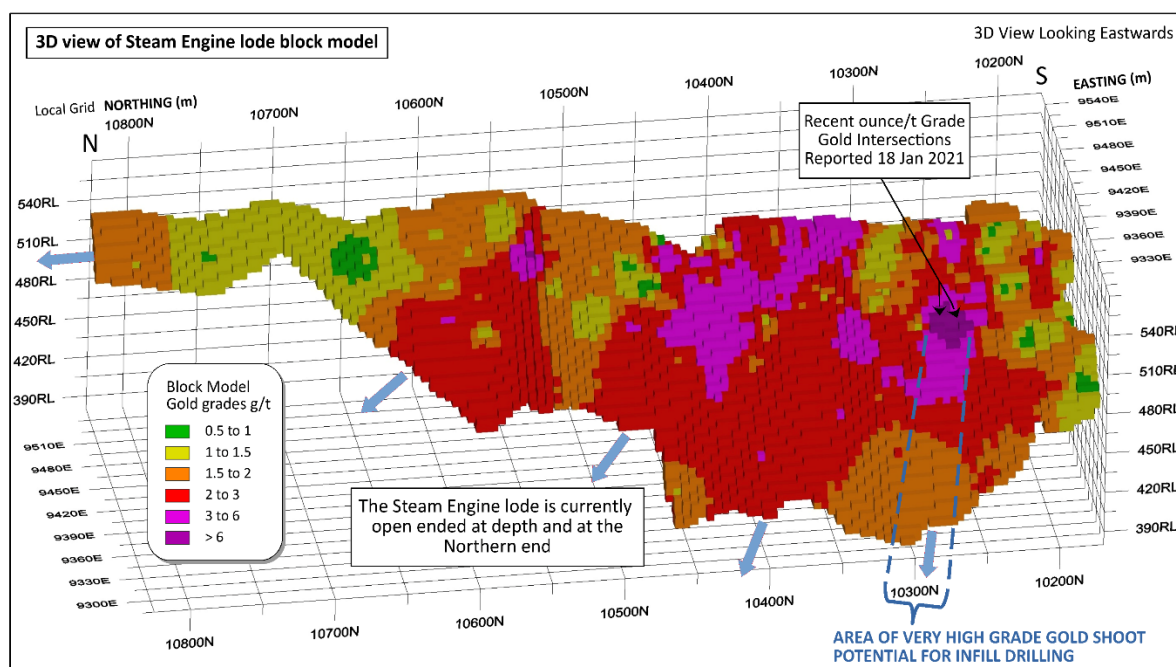 3D view of Steam Engine lode block model
3D View Looking Eastwards
Local Grid NORTHING (m)
10800N
10700N
10600N
10500N
10400N
10300N
10200N
N
S
EASTING (m)
9540E
9510E
9480E
9450E
9420E
9390E
9360E
9330E
Recent ounce/t Grade
Gold Intersections
Reported 18 Jan 2021
540RL
510RL
480RL
450RL
420RL
390RL
540RL
510RL
480RL
450RL
420RL
390RL
9510E
9480E
9450E
9420E
9390E
9360E
9330E
9300E
Block Model
Gold grades g/t
0.5 to 1
1 to 1.5
1.5 to 2
2 to 3
3 to 6
> 6
The Steam Engine lode is currently
open ended at depth and at the
Northern end
10800N
10700N
10600N
10500N
10400N
10300N
10200N
AREA OF VERY HIGH GRADE GOLD SHOOT
POTENTIAL FOR INFILL DRILLING